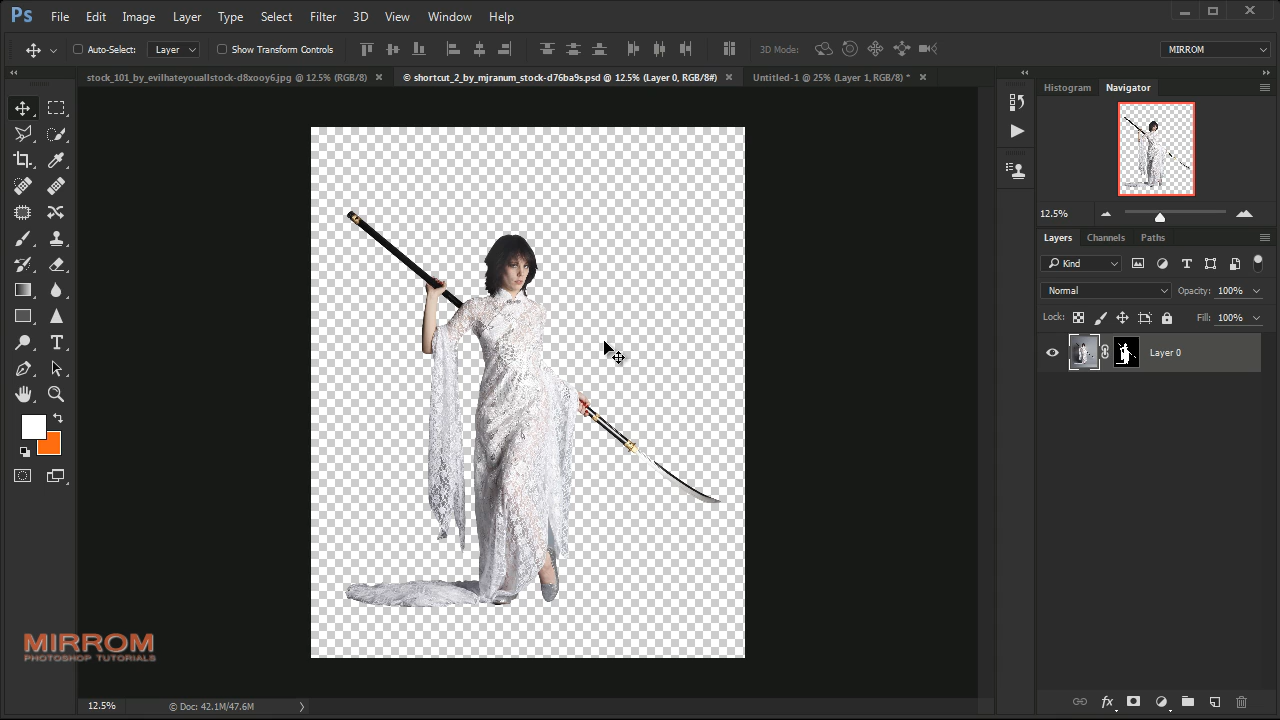 Ps File Edit Image Layer Type Select Filter 3D View Window Help
Auto-Select: Layer Show Transform Controls 3D Mode: MIRROM
stock_101_by_evilhateyouallstock-d8xooy6.jpg @ 12.5% (RGB/8) × © shortcut_2_by_mjranum_stock-d76ba9s.psd @ 12.5% (Layer 0, RGB/8#) × Untitled-1 @ 25% (Layer 1, RGB/8) * ×
Histogram Navigator
12.5%
Layers Channels Paths
Kind
Normal Opacity: 100%
Lock: Fill: 100%
Layer 0
MIRROM
PHOTOSHOP TUTORIALS
12.5% © Doc: 42.1M/47.6M
fx